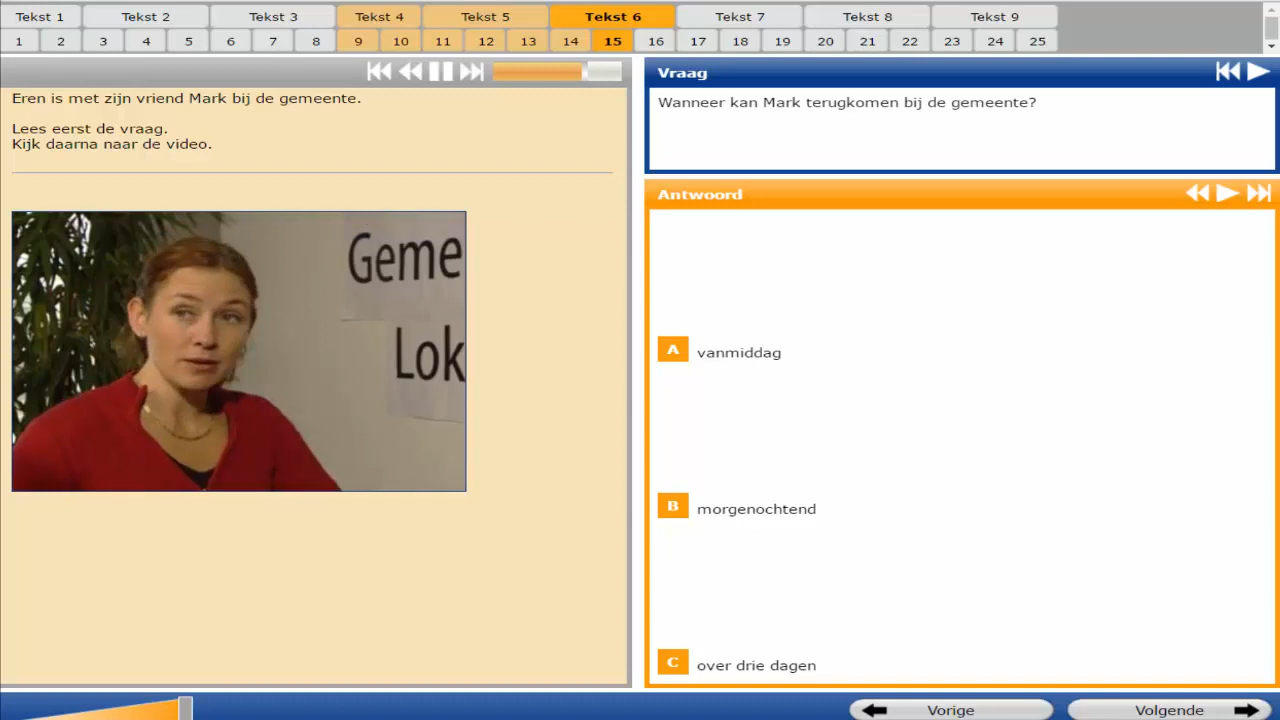 Tekst 1 Tekst 2 Tekst 3 Tekst 4 Tekst 5 Tekst 6 Tekst 7 Tekst 8 Tekst 9
1 2 3 4 5 6 7 8 9 10 11 12 13 14 15 16 17 18 19 20 21 22 23 24 25
Eren is met zijn vriend Mark bij de gemeente.
Lees eerst de vraag.
Kijk daarna naar de video.
Geme
Lok
Vraag
Wanneer kan Mark terugkomen bij de gemeente?
Antwoord
A vanmiddag
B morgenochtend
C over drie dagen
Vorige Volgende